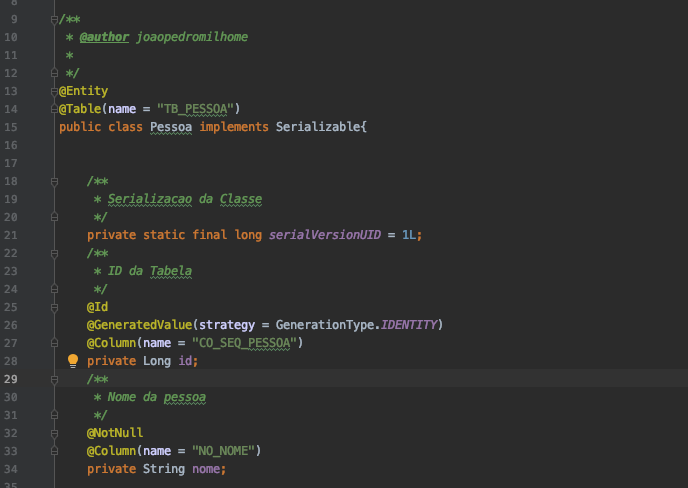 8
9 /**
10 * @author joaopedromilhome
11 *
12 */
13 @Entity
14 @Table(name = "TB_PESSOA")
15 public class Pessoa implements Serializable{
16
17
18 /**
19 * Serializacao da Classe
20 */
21 private static final long serialVersionUID = 1L;
22 /**
23 * ID da Tabela
24 */
25 @Id
26 @GeneratedValue(strategy = GenerationType.IDENTITY)
27 @Column(name = "CO_SEQ_PESSOA")
28 private Long id;
29 /**
30 * Nome da pessoa
31 */
32 @NotNull
33 @Column(name = "NO_NOME")
34 private String nome;
35